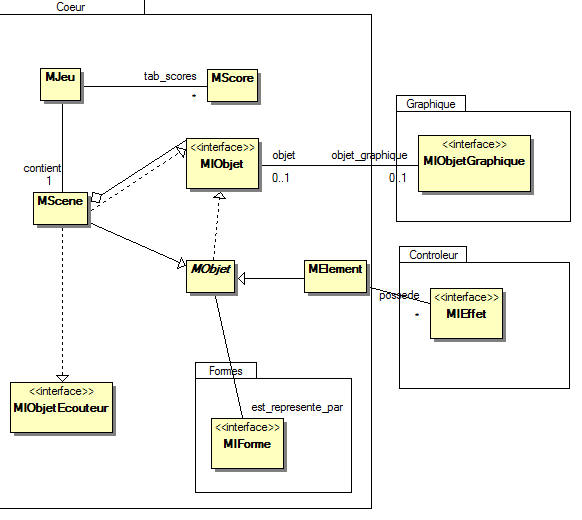 Coeur
MJeu
tab_scores
*
MScore
contient
1
MScene
<<interface>>
MIObjet
objet
0..1
objet_graphique
0..1
Graphique
<<interface>>
MIObjetGraphique
MObjet
MElement
possede
*
Controleur
<<interface>>
MIEffet
<<interface>>
MIObjetEcouteur
Formes
est_represente_par
<<interface>>
MIForme